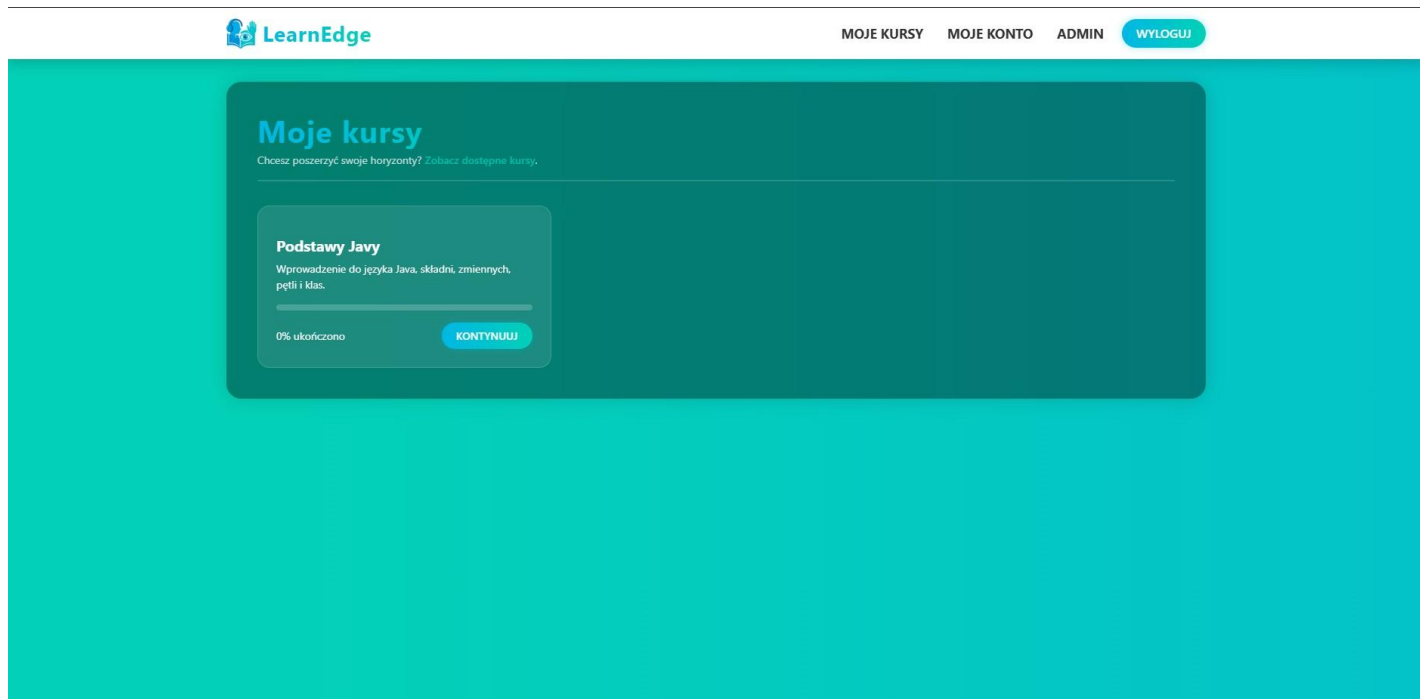 LearnEdge
MOJE KURSY MOJE KONTO ADMIN WYLOGUJ
Moje kursy
Chcesz poszerzyć swoje horyzonty? Zobacz dostępne kursy.
Podstawy Javy
Wprowadzenie do języka Java, składni, zmiennych,
pętli i klas.
0% ukończono KONTYNUUJ